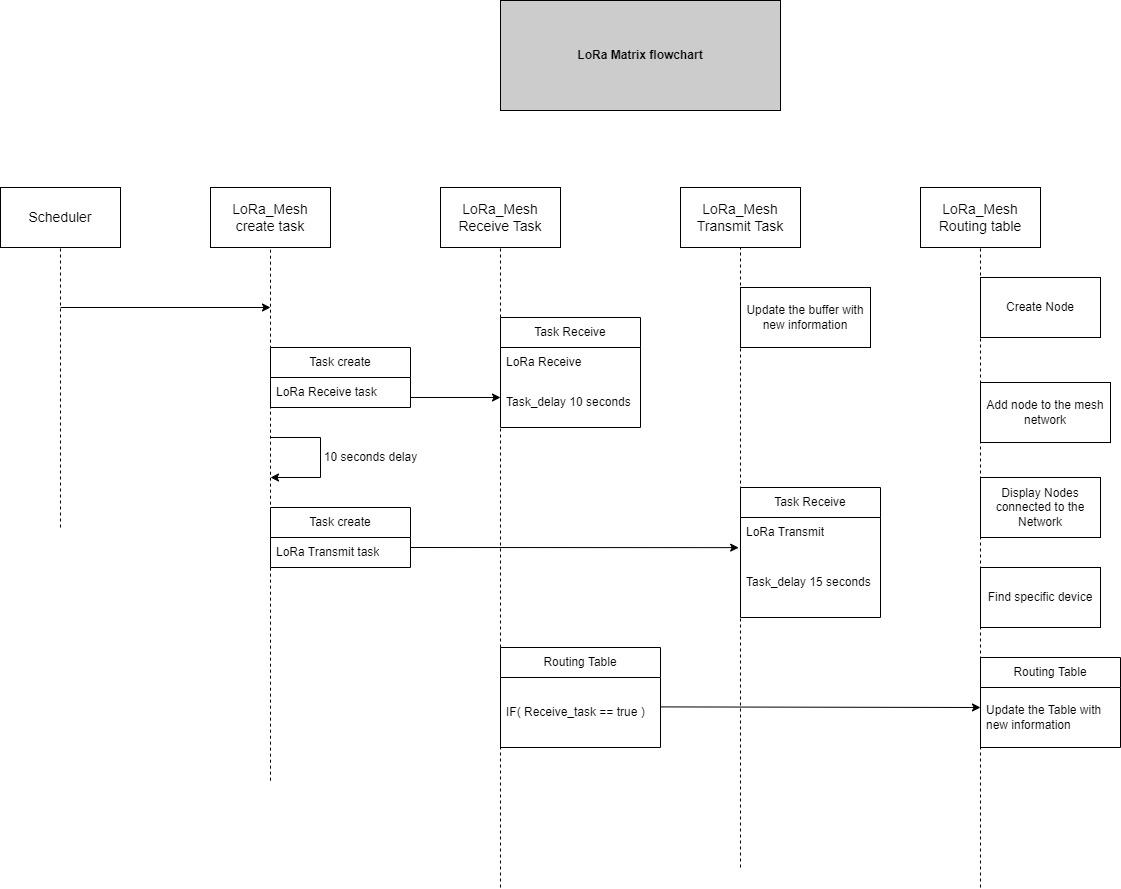 LoRa Matrix flowchart
Scheduler
LoRa_Mesh
create task
LoRa_Mesh
Receive Task
LoRa_Mesh
Transmit Task
LoRa_Mesh
Routing table
Create Node
Update the buffer with
new information
Task Receive
LoRa Receive
Task_delay 10 seconds
Task create
LoRa Receive task
Add node to the mesh
network
10 seconds delay
Display Nodes
connected to the
Network
Task Receive
LoRa Transmit
Task_delay 15 seconds
Task create
LoRa Transmit task
Find specific device
Routing Table
IF( Receive_task == true )
Routing Table
Update the Table with
new information